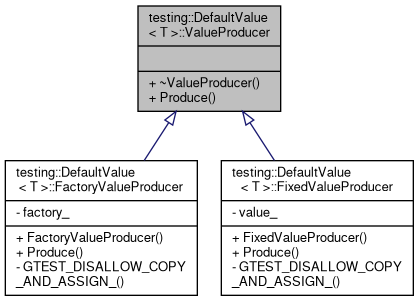 testing::DefaultValue
< T >::ValueProducer
+ ~ValueProducer()
+ Produce()
testing::DefaultValue
< T >::FactoryValueProducer
- factory_
+ FactoryValueProducer()
+ Produce()
- GTEST_DISALLOW_COPY
_AND_ASSIGN_()
testing::DefaultValue
< T >::FixedValueProducer
- value_
+ FixedValueProducer()
+ Produce()
- GTEST_DISALLOW_COPY
_AND_ASSIGN_()